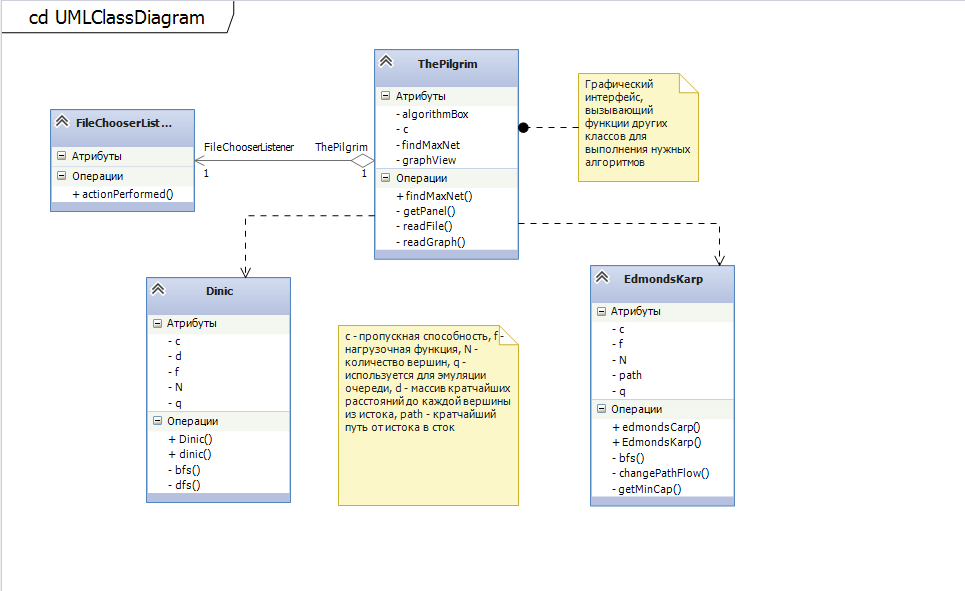 cd UMLClassDiagram
ThePilgrim
Атрибуты
- algorithmBox
- c
- findMaxNet
- graphView
Операции
+ findMaxNet()
- getPanel()
- readFile()
- readGraph()
Графический
интерфейс,
вызывающий
функции других
классов для
выполнения нужных
алгоритмов
FileChooserList...
Атрибуты
Операции
+ actionPerformed()
FileChooserListener
ThePilgrim
1
1
Dinic
Атрибуты
- c
- d
- f
- N
- q
Операции
+ Dinic()
+ dinic()
- bfs()
- dfs()
c - пропускная способность, f -
нагрузочная функция, N -
количество вершин, q -
используется для эмуляции
очереди, d - массив кратчайших
расстояний до каждой вершины
из истока, path - кратчайший
путь от истока в сток
EdmondsKarp
Атрибуты
- c
- f
- N
- path
- q
Операции
+ edmondsCarp()
+ EdmondsKarp()
- bfs()
- changePathFlow()
- getMinCap()